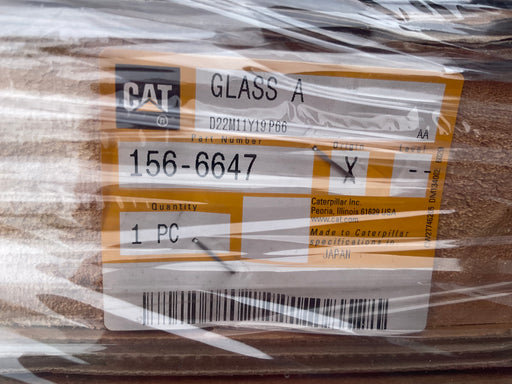 CAT
®
GLASS A
D22M11Y19P66
AA
Part Number
156-6647
X
Level
--
Quantity
1 PC
Caterpillar Inc.
Peoria, Illinois 61629 USA
www.cat.com
Made to Caterpillar
specifications in
JAPAN